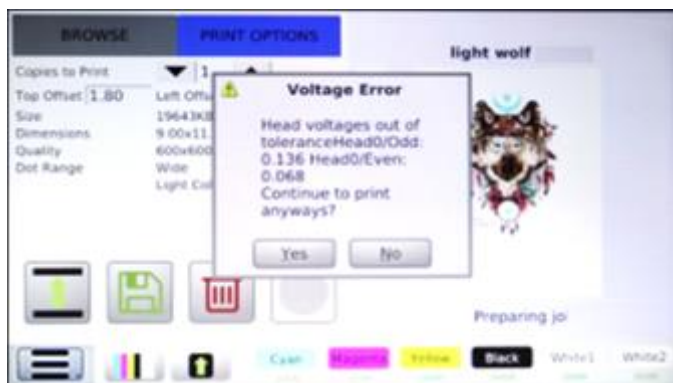 BROWSE
PRINT OPTIONS
light wolf
Copies to Print
1
Top Offset 1.80
Left
Size
19643KB
Dimensions
9.00x11.
Quality
600x600
Dot Range
Wide
Light
Voltage Error
Head voltages out of
toleranceHead0/Odd:
0.136 Head0/Even:
0.068
Continue to print
anyways?
Yes
No
Preparing
Cyan
Magenta
Yellow
Black
White1
White2